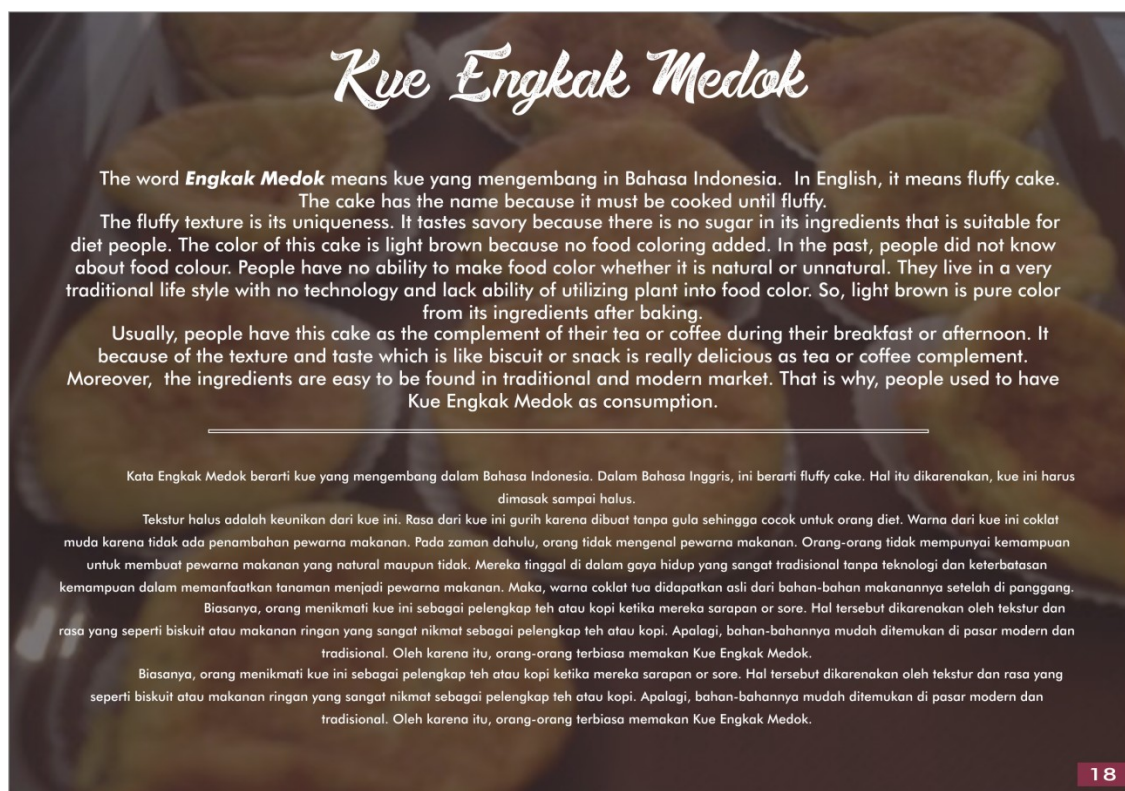 Kue Engkak Medok
The word Engkak Medok means kue yang mengembang in Bahasa Indonesia.  In English, it means fluffy cake.
The cake has the name because it must be cooked until fluffy.
The fluffy texture is its uniqueness. It tastes savory because there is no sugar in its ingredients that is suitable for
diet people. The color of this cake is light brown because no food coloring added. In the past, people did not know
about food colour. People have no ability to make food color whether it is natural or unnatural. They live in a very
traditional life style with no technology and lack ability of utilizing plant into food color. So, light brown is pure color
from its ingredients after baking.
Usually, people have this cake as the complement of their tea or coffee during their breakfast or afternoon. It
because of the texture and taste which is like biscuit or snack is really delicious as tea or coffee complement.
Moreover,  the ingredients are easy to be found in traditional and modern market. That is why, people used to have
Kue Engkak Medok as consumption.
Kata Engkak Medok berarti kue yang mengembang dalam Bahasa Indonesia. Dalam Bahasa Inggris, ini berarti fluffy cake. Hal itu dikarenakan, kue ini harus
dimasak sampai halus.
Tekstur halus adalah keunikan dari kue ini. Rasa dari kue ini gurih karena dibuat tanpa gula sehingga cocok untuk orang diet. Warna dari kue ini coklat
muda karena tidak ada penambahan pewarna makanan. Pada zaman dahulu, orang tidak mengenal pewarna makanan. Orang-orang tidak mempunyai kemampuan
untuk membuat pewarna makanan yang natural maupun tidak. Mereka tinggal di dalam gaya hidup yang sangat tradisional tanpa teknologi dan keterbatasan
kemampuan dalam memanfaatkan tanaman menjadi pewarna makanan. Maka, warna coklat tua didapatkan asli dari bahan-bahan makanannya setelah di panggang.
Biasanya, orang menikmati kue ini sebagai pelengkap teh atau kopi ketika mereka sarapan or sore. Hal tersebut dikarenakan oleh tekstur dan
rasa yang seperti biskuit atau makanan ringan yang sangat nikmat sebagai pelengkap teh atau kopi. Apalagi, bahan-bahannya mudah ditemukan di pasar modern dan
tradisional. Oleh karena itu, orang-orang terbiasa memakan Kue Engkak Medok.
Biasanya, orang menikmati kue ini sebagai pelengkap teh atau kopi ketika mereka sarapan or sore. Hal tersebut dikarenakan oleh tekstur dan rasa yang
seperti biskuit atau makanan ringan yang sangat nikmat sebagai pelengkap teh atau kopi. Apalagi, bahan-bahannya mudah ditemukan di pasar modern dan
tradisional. Oleh karena itu, orang-orang terbiasa memakan Kue Engkak Medok.
18